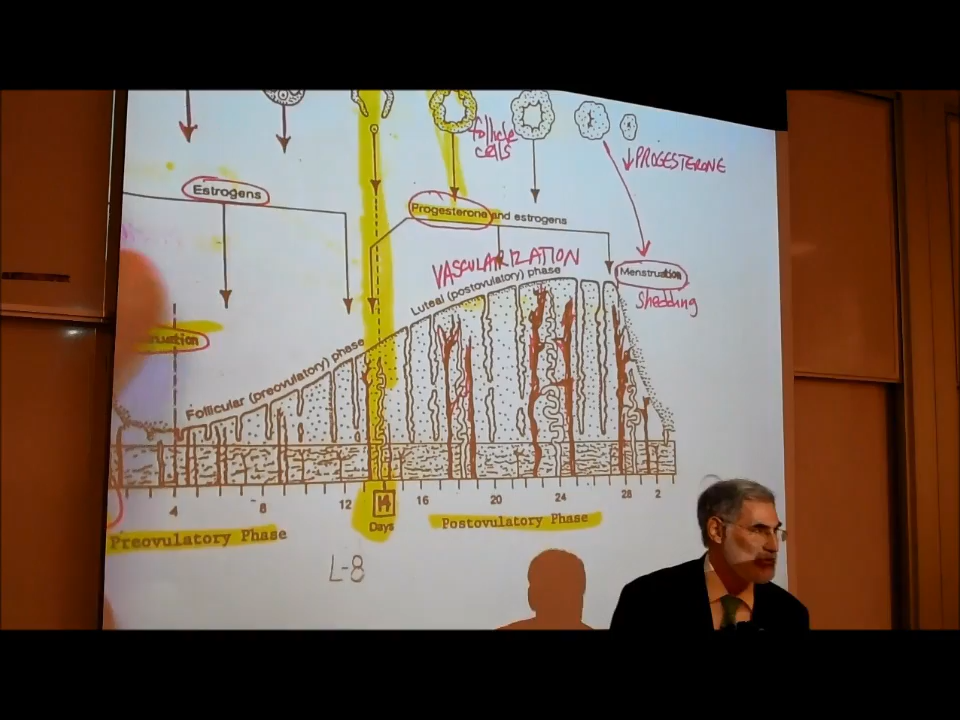 follicle
cells
↓PROGESTERONE
Estrogens
Progesterone and estrogens
VASCULARIZATION
Luteal (postovulatory) phase
Menstruation
Shedding
Follicular (preovulatory) phase
4 8 12 14 16 20 24 28 2
Days
Preovulatory Phase
Postovulatory Phase
L-8